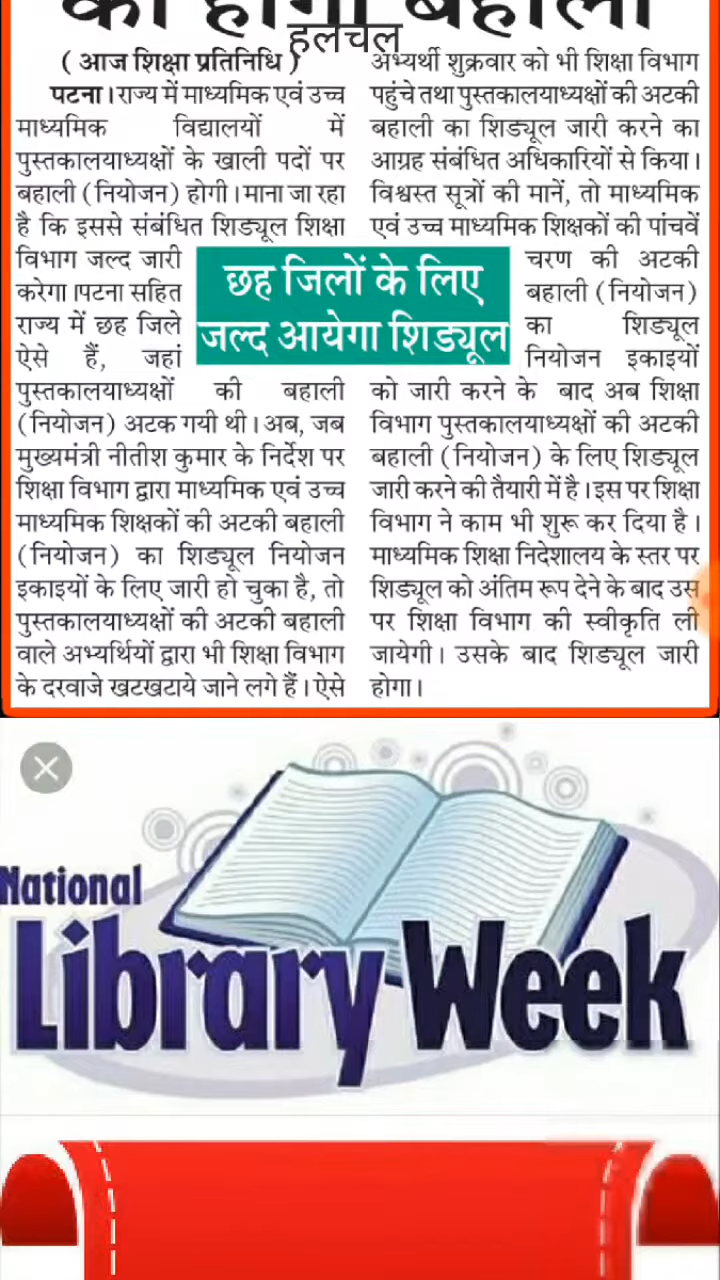 की होगी बहाली
हलचल
( आज शिक्षा प्रतिनिधि )
पटना। राज्य में माध्यमिक एवं उच्च
माध्यमिक विद्यालयों में
पुस्तकालयाध्यक्षों के खाली पदों पर
बहाली (नियोजन) होगी। माना जा रहा
है कि इससे संबंधित शिड्यूल शिक्षा
विभाग जल्द जारी
करेगा।पटना सहित
राज्य में छह जिले
ऐसे हैं, जहां
पुस्तकालयाध्यक्षों की बहाली
(नियोजन) अटक गयी थी। अब, जब
मुख्यमंत्री नीतीश कुमार के निर्देश पर
शिक्षा विभाग द्वारा माध्यमिक एवं उच्च
माध्यमिक शिक्षकों की अटकी बहाली
(नियोजन) का शिड्यूल नियोजन
इकाइयों के लिए जारी हो चुका है, तो
पुस्तकालयाध्यक्षों की अटकी बहाली
वाले अभ्यर्थियों द्वारा भी शिक्षा विभाग
के दरवाजे खटखटाये जाने लगे हैं। ऐसे
छह जिलों के लिए
जल्द आयेगा शिड्यूल
अभ्यर्थी शुक्रवार को भी शिक्षा विभाग
पहुंचे तथा पुस्तकालयाध्यक्षों की अटकी
बहाली का शिड्यूल जारी करने का
आग्रह संबंधित अधिकारियों से किया।
विश्वस्त सूत्रों की मानें, तो माध्यमिक
एवं उच्च माध्यमिक शिक्षकों की पांचवें
चरण की अटकी
बहाली (नियोजन)
का शिड्यूल
नियोजन इकाइयों
को जारी करने के बाद अब शिक्षा
विभाग पुस्तकालयाध्यक्षों की अटकी
बहाली (नियोजन) के लिए शिड्यूल
जारी करने की तैयारी में है। इस पर शिक्षा
विभाग ने काम भी शुरू कर दिया है।
माध्यमिक शिक्षा निदेशालय के स्तर पर
शिड्यूल को अंतिम रूप देने के बाद उस
पर शिक्षा विभाग की स्वीकृति ली
जायेगी। उसके बाद शिड्यूल जारी
होगा।
National
Library Week